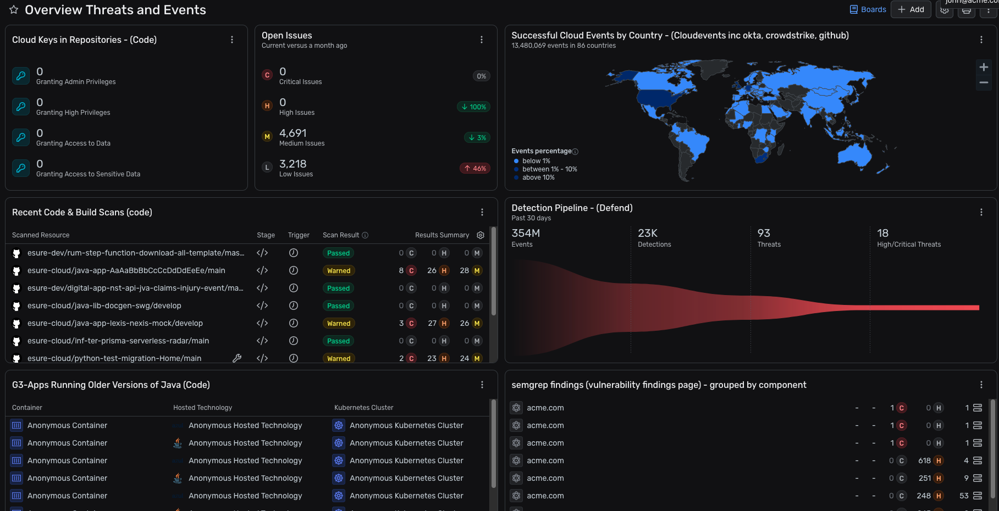 Overview Threats and Events
Boards
Add
Cloud Keys in Repositories - (Code)
0
Granting Admin Privileges
0
Granting High Privileges
0
Granting Access to Data
0
Granting Access to Sensitive Data
Open Issues
Current versus a month ago
C 0 0%
Critical Issues
H 0 100%
High Issues
M 4,691 3%
Medium Issues
L 3,218 46%
Low Issues
Successful Cloud Events by Country - (Cloudevents inc okta, crowdstrike, github)
13,480,069 events in 86 countries
Events percentage
below 1%
between 1% - 10%
above 10%
Recent Code & Build Scans (code)
Scanned Resource Stage Trigger Scan Result Results Summary
esure-dev/rum-step-function-download-all-template/mas… Passed 0 C 0 H 0 M
esure-cloud/java-app-AaAaBbBbCcCcDdDdEeEe/main Warned 8 C 26 H 28 M
esure-dev/digital-app-nst-api-jva-claims-injury-event/ma… Passed 0 C 0 H 0 M
esure-cloud/java-lib-docgen-swg/develop Passed 0 C 0 H 0 M
esure-cloud/java-app-lexis-nexis-mock/develop Warned 3 C 27 H 26 M
esure-cloud/inf-ter-prisma-serverless-radar/main Passed 0 C 0 H 0 M
esure-cloud/python-test-migration-Home/main Warned 2 C 23 H 24 M
Detection Pipeline - (Defend)
Past 30 days
354M 23K 93 18
Events Detections Threats High/Critical Threats
G3-Apps Running Older Versions of Java (Code)
Container Hosted Technology Kubernetes Cluster
Anonymous Container Anonymous Hosted Technology Anonymous Kubernetes Cluster
Anonymous Container Anonymous Hosted Technology Anonymous Kubernetes Cluster
Anonymous Container Anonymous Hosted Technology Anonymous Kubernetes Cluster
Anonymous Container Anonymous Hosted Technology Anonymous Kubernetes Cluster
Anonymous Container Anonymous Hosted Technology Anonymous Kubernetes Cluster
semgrep findings (vulnerability findings page) - grouped by component
acme.com - - 1 C 0 H 1
acme.com - - 1 C 0 H 1
acme.com - - 1 C 0 H 1
acme.com - - 0 C 618 H 4
acme.com - - 0 C 251 H 9
acme.com - - 0 C 248 H 53